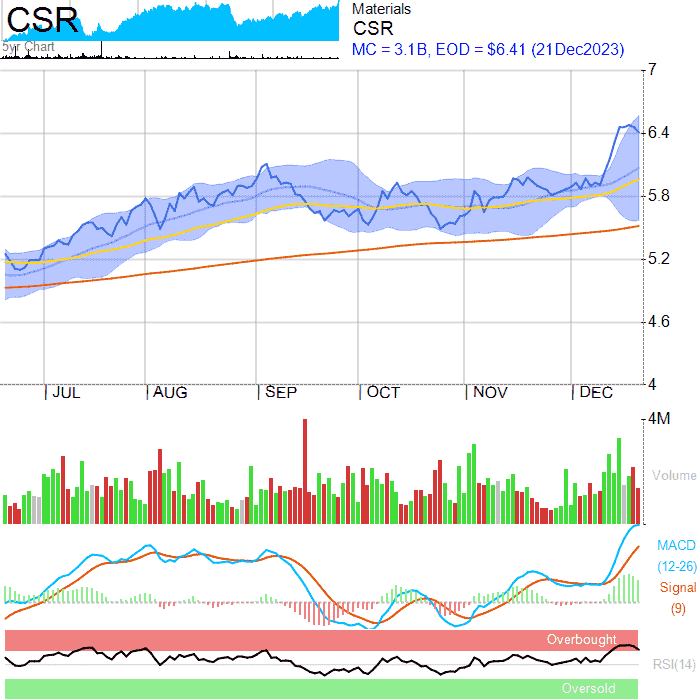 CSR
5yr Chart
Materials
CSR
MC = 3.1B, EOD = $6.41 (21Dec2023)
7
6.4
5.8
5.2
4.6
4
JUL AUG SEP OCT NOV DEC
4M
Volume
MACD
(12-26)
Signal
(9)
Overbought
RSI(14)
Oversold